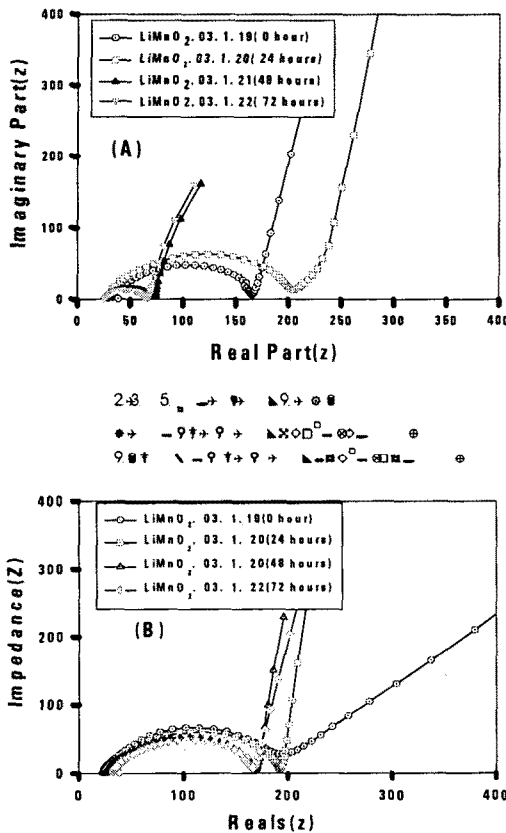 400
300
200
100
0
Imaginary Part(z)
LiMnO2. 03.1.19(0 hour)
LiMnO2. 03.1.20(24 hours)
LiMnO2. 03.1.21(48 hours)
LiMnO2. 03.1.22(72 hours)
(A)
0 50 100 150 200 250 300 350 400
Real Part(z)
400
300
200
100
0
Impedance(Z)
LiMnO2. 03.1.19(0 hour)
LiMnO2. 03.1.20(24 hours)
LiMnO2. 03.1.20(48 hours)
LiMnO2. 03.1.22(72 hours)
(B)
0 100 200 300 400
Reals(z)